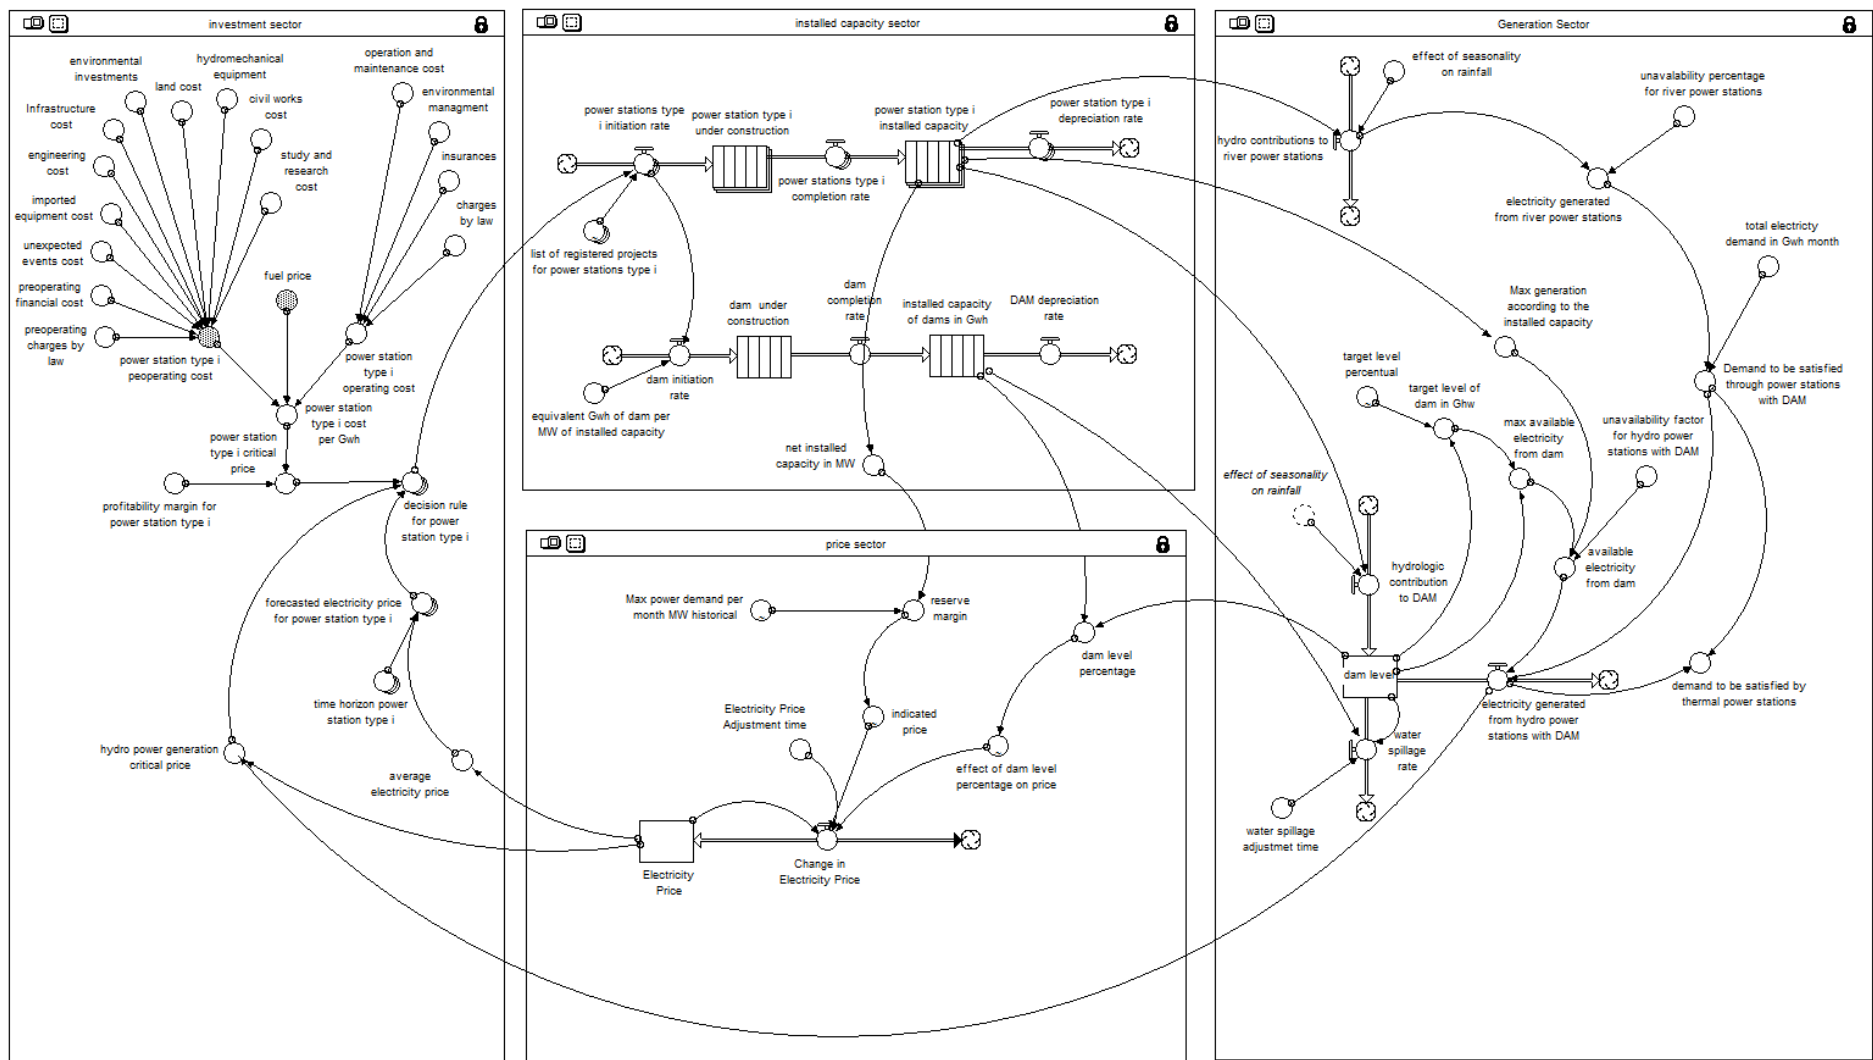 investment sector
environmental
investments
hydromechanical
equipment
operation and
maintenance cost
land cost
civil works
cost
environmental
managment
Infrastructure
cost
engineering
cost
study and
research
cost
insurances
imported
equipment cost
charges
by law
unexpected
events cost
fuel price
preoperating
financial cost
preoperating
charges by
law
power station type i
peoperating cost
power station
type i
operating cost
power station
type i cost
per Gwh
power station
type i critical
price
profitability margin for
power station type i
decision rule
for power
station type i
forecasted electricity price
for power station type i
time horizon power
station type i
hydro power generation
critical price
average
electricity price
installed capacity sector
power stations type
i initiation rate
power station type i
under construction
power station type i
installed capacity
power station type i
depreciation rate
power stations type i
completion rate
list of registered projects
for power stations type i
dam under
construction
dam
completion
rate
installed capacity
of dams in Gwh
DAM depreciation
rate
dam initiation
rate
equivalent Gwh of dam per
MW of installed capacity
net installed
capacity in MW
price sector
Max power demand per
month MW historical
reserve
margin
dam level
percentage
Electricity Price
Adjustment time
indicated
price
effect of dam level
percentage on price
Electricity
Price
Change in
Electricity Price
Generation Sector
effect of seasonality
on rainfall
unavalability percentage
for river power stations
hydro contributions to
river power stations
electricity generated
from river power stations
total electricty
demand in Gwh month
Max generation
according to the
installed capacity
target level
percentual
target level of
dam in Ghw
Demand to be satisfied
through power stations
with DAM
max available
electricity
from dam
unavailability factor
for hydro power
stations with DAM
effect of seasonality
on rainfall
hydrologic
contribution
to DAM
available
electricity
from dam
dam level
electricity generated
from hydro power
stations with DAM
demand to be satisfied by
thermal power stations
water
spillage
rate
water spillage
adjustmet time